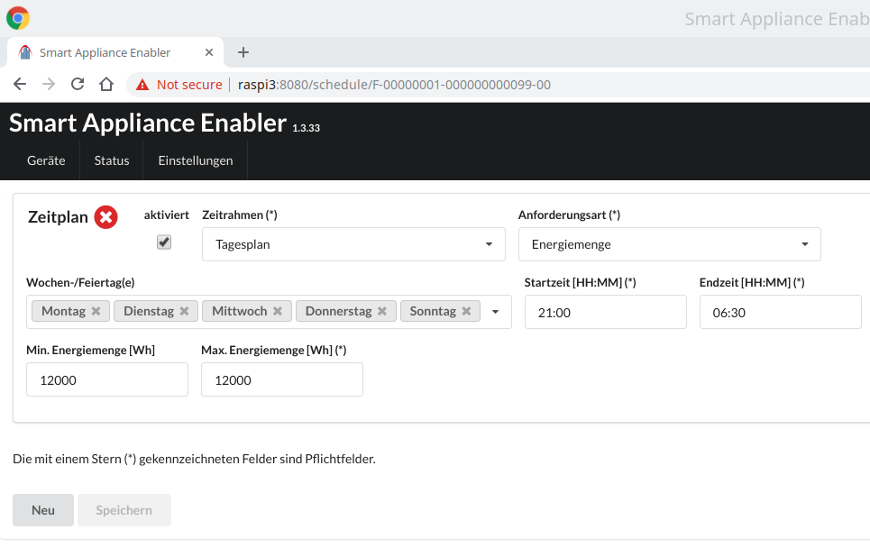 Smart Appliance Enab
Smart Appliance Enabler
Not secure raspi3:8080/schedule/F-00000001-000000000099-00
Smart Appliance Enabler 1.3.33
Geräte Status Einstellungen
Zeitplan aktiviert Zeitrahmen (*) Anforderungsart (*)
Tagesplan Energiemenge
Wochen-/Feiertag(e) Startzeit [HH:MM] (*) Endzeit [HH:MM] (*)
Montag Dienstag Mittwoch Donnerstag Sonntag 21:00 06:30
Min. Energiemenge [Wh] Max. Energiemenge [Wh] (*)
12000 12000
Die mit einem Stern (*) gekennzeichneten Felder sind Pflichtfelder.
Neu Speichern